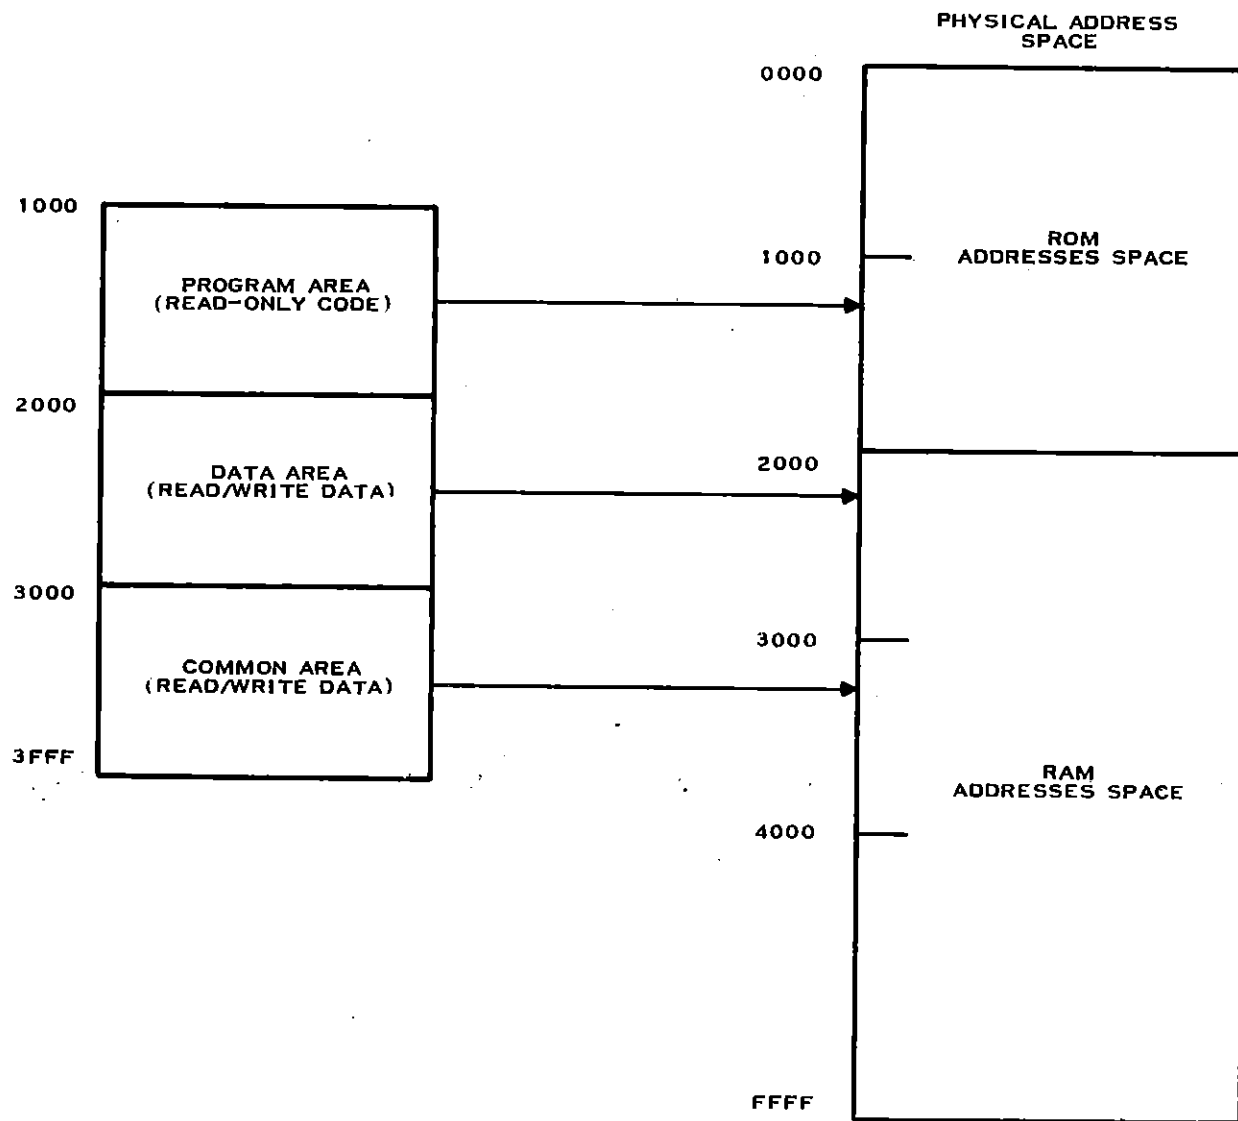 PHYSICAL ADDRESS
SPACE
0000
1000
PROGRAM AREA
(READ-ONLY CODE)
2000
DATA AREA
(READ/WRITE DATA)
3000
COMMON AREA
(READ/WRITE DATA)
3FFF
1000
ROM
ADDRESSES SPACE
2000
3000
RAM
ADDRESSES SPACE
4000
FFFF